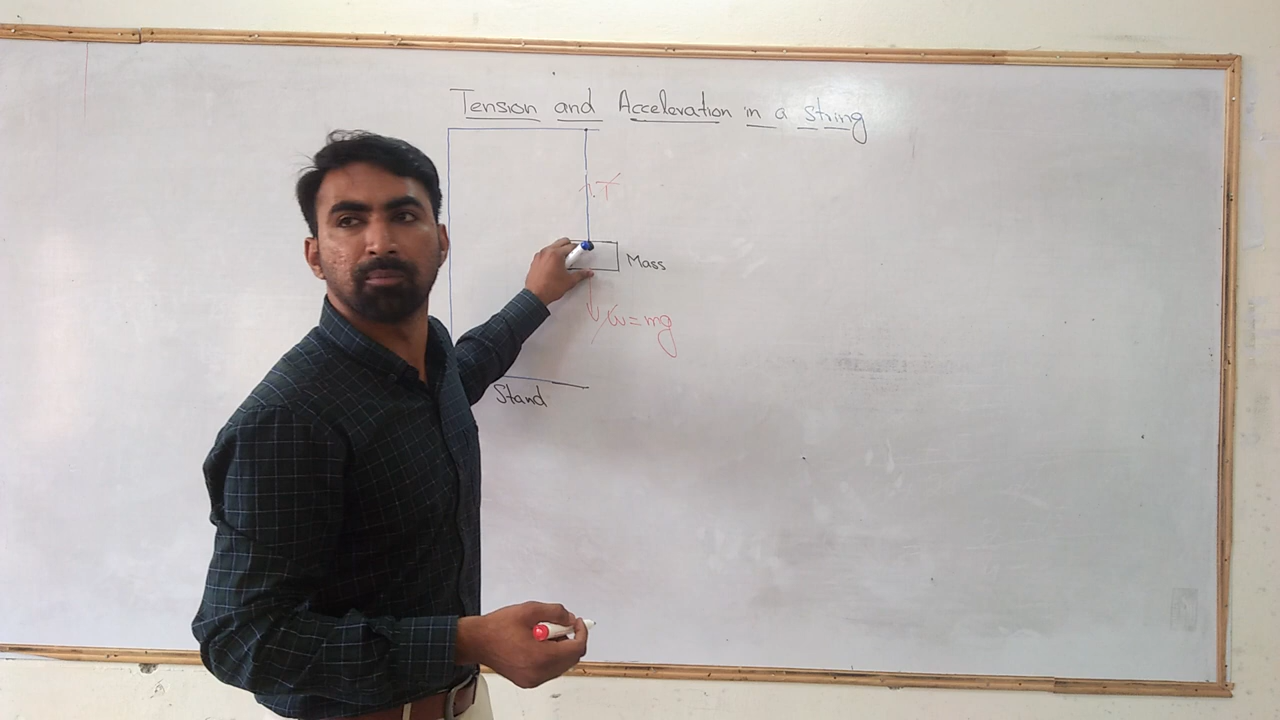 Tension and Acceleration in a string
T
Mass
w=mg
Stand